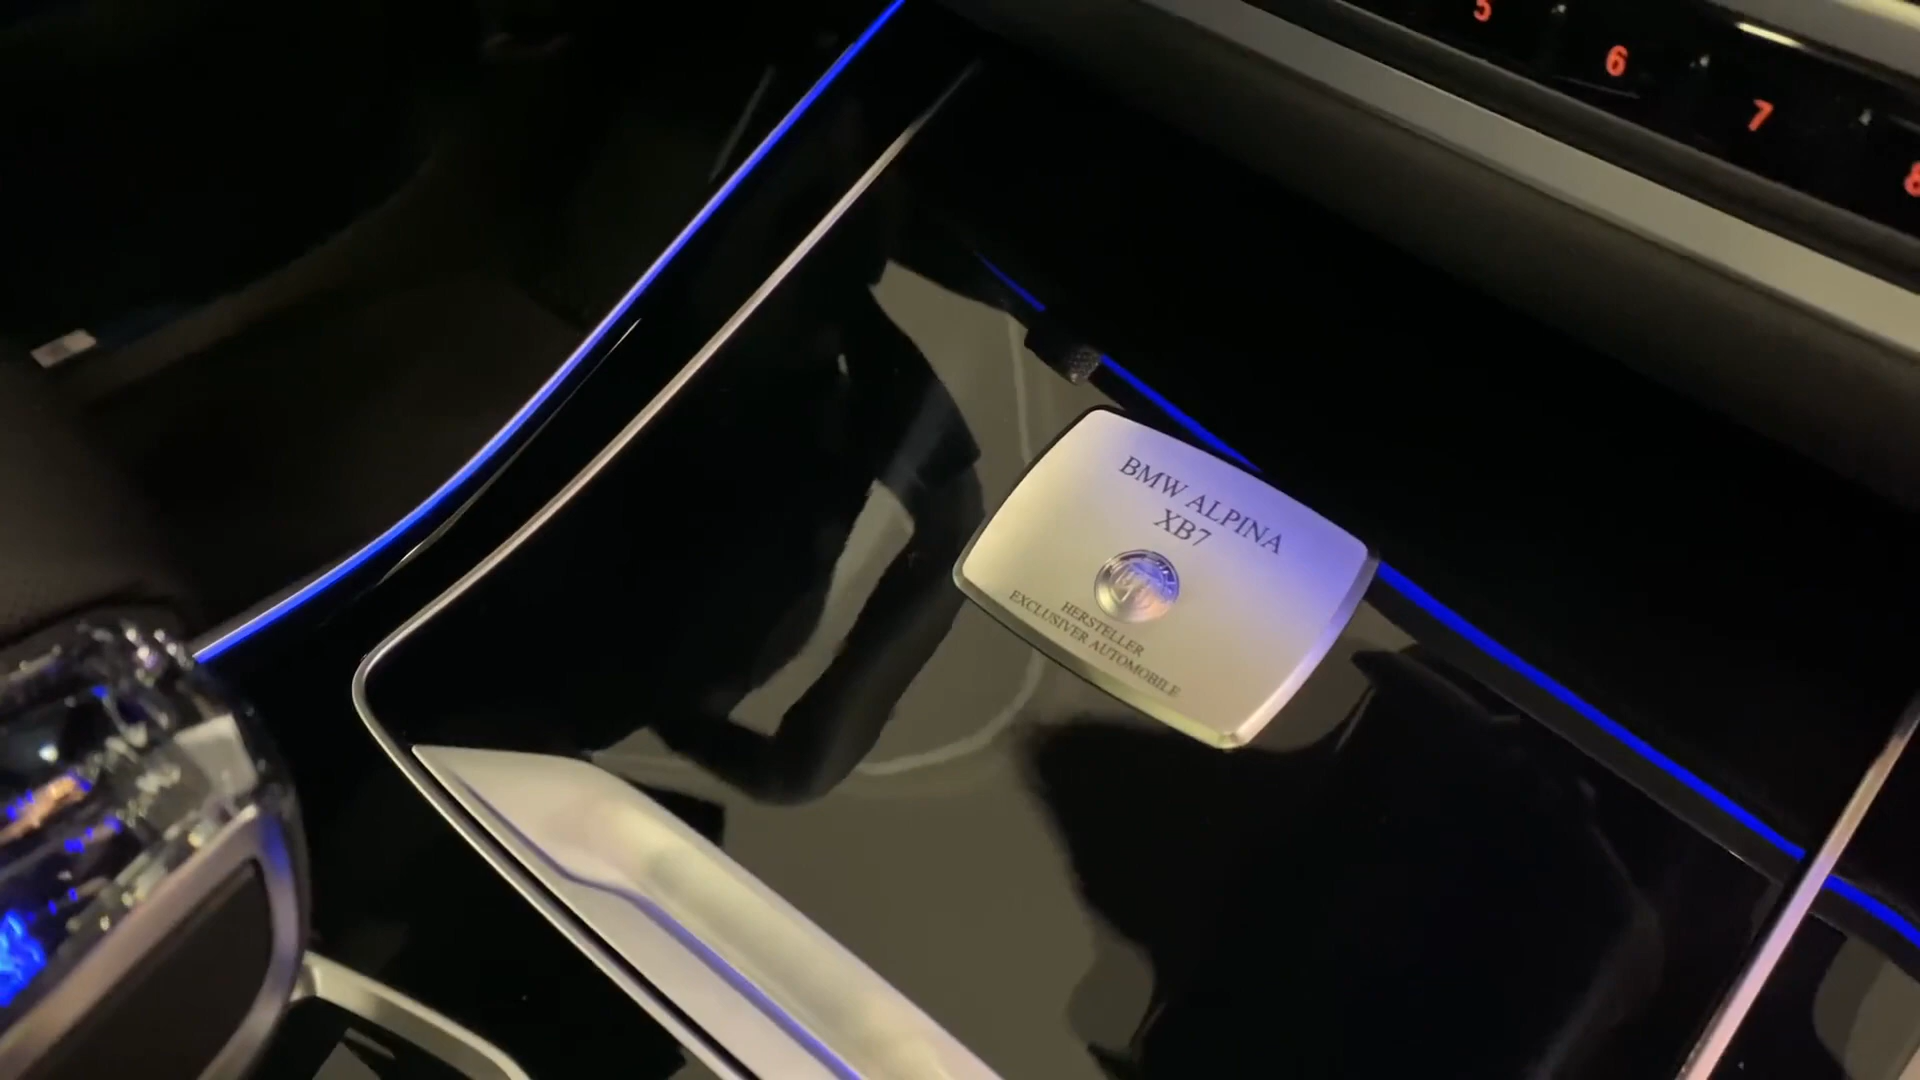 5
6
7
8
BMW ALPINA
XB7
HERSTELLER
EXCLUSIVER AUTOMOBILE